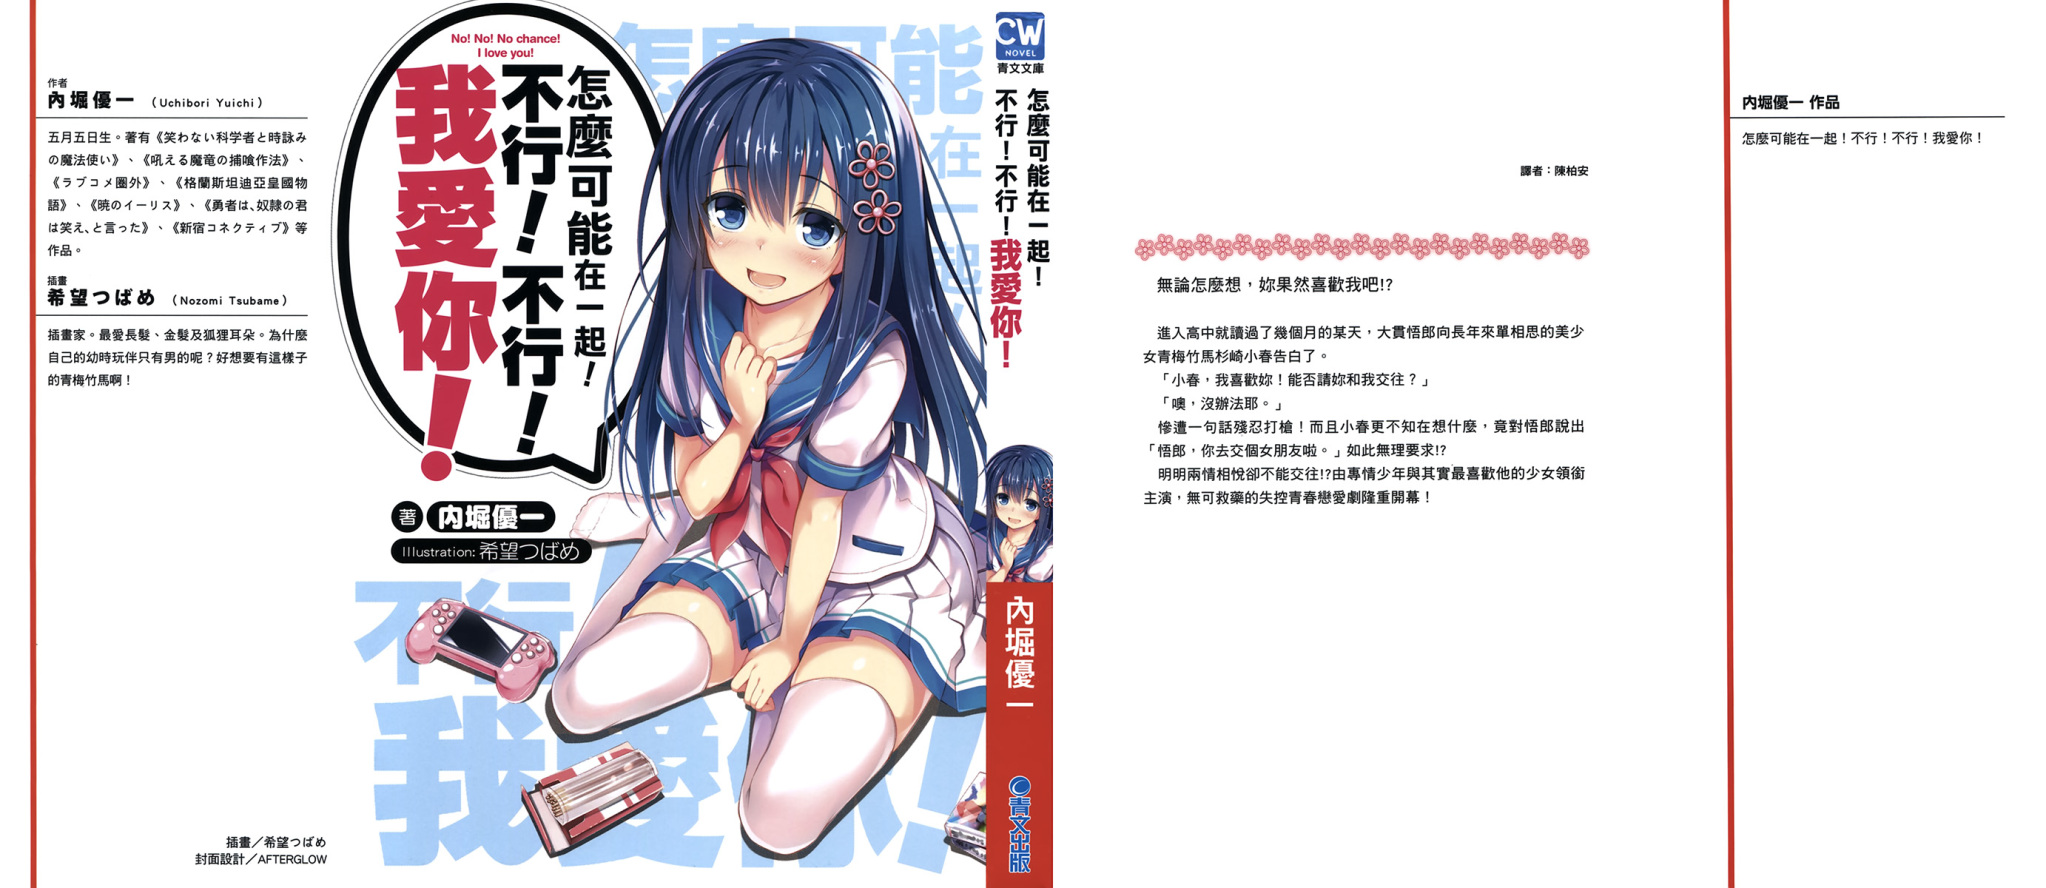 作者
內堀優一 (Uchibori Yuichi)
五月五日生。著有《笑わない科学者と時詠み
の魔法使い》、《吼える魔竜の捕喰作法》、
《ラブコメ圏外》、《格蘭斯坦迪亞皇國物
語》、《暁のイーリス》、《勇者は、奴隷の君
は笑え、と言った》、《新宿コネクティブ》等
作品。
插畫
希望つばめ (Nozomi Tsubame)
插畫家。最愛長髮、金髮及狐狸耳朵。為什麼
自己的幼時玩伴只有男的呢？好想要有這樣子
的青梅竹馬啊！
插畫／希望つばめ
封面設計／AFTERGLOW
No! No! No chance!
I love you!
怎麼可能在一起！
不行！不行！
我愛你！
著 內堀優一
Illustration: 希望つばめ
怎麼可能
在一起！
不行！
我愛你！
CW
NOVEL
青文文庫
怎麼可能在一起！
不行！不行！我愛你！
內堀優一
青文出版
譯者：陳柏安
無論怎麼想，妳果然喜歡我吧!?
進入高中就讀過了幾個月的某天，大貫悟郎向長年來單相思的美少
女青梅竹馬杉崎小春告白了。
「小春，我喜歡妳！能否請妳和我交往？」
「噢，沒辦法耶。」
慘遭一句話殘忍打槍！而且小春更不知在想什麼，竟對悟郎說出
「悟郎，你去交個女朋友啦。」如此無理要求!?
明明兩情相悅卻不能交往!?由專情少年與其實最喜歡他的少女領銜
主演，無可救藥的失控青春戀愛劇隆重開幕！
內堀優一 作品
怎麼可能在一起！不行！不行！我愛你！